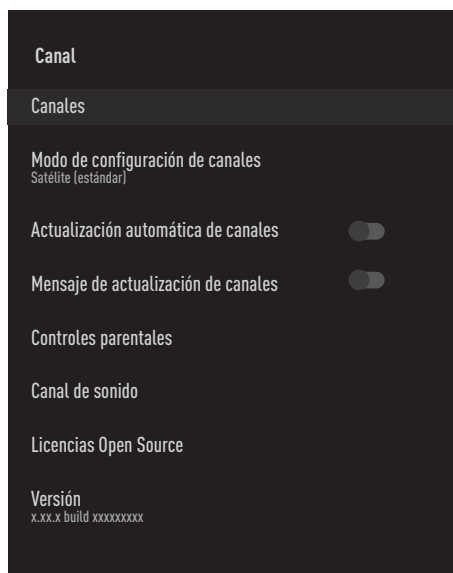 Canal
Canales
Modo de configuración de canales
Satélite (estándar)
Actualización automática de canales
Mensaje de actualización de canales
Controles parentales
Canal de sonido
Licencias Open Source
Versión
x.xx.x build xxxxxxxxx